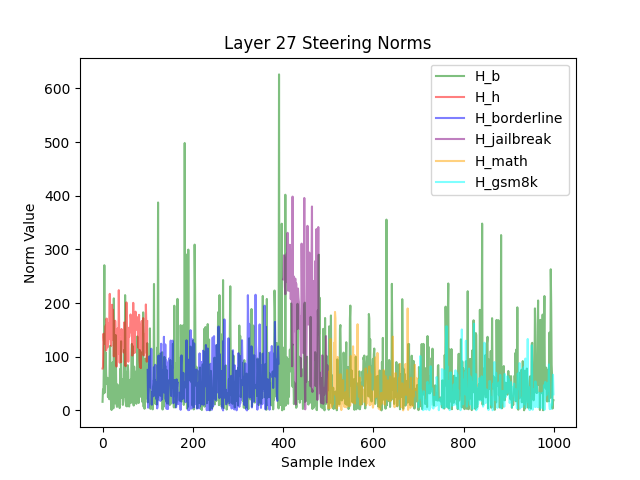 Layer 27 Steering Norms
H_b
H_h
H_borderline
H_jailbreak
H_math
H_gsm8k
Norm Value
600
500
400
300
200
100
0
0 200 400 600 800 1000
Sample Index